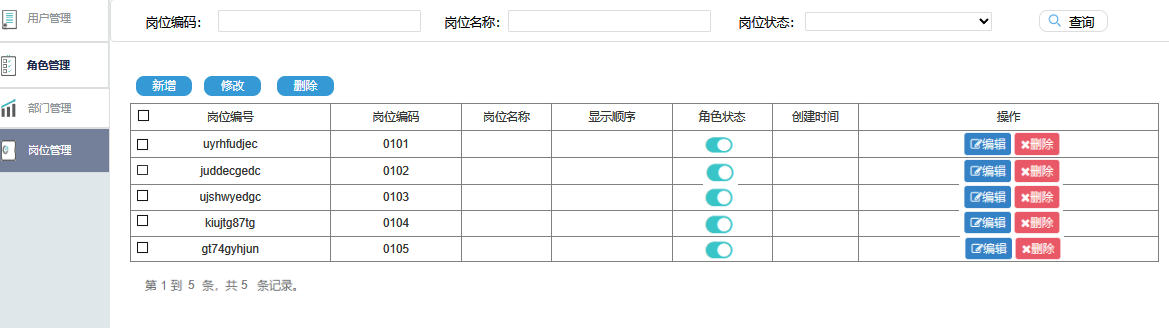 用户管理
角色管理
部门管理
岗位管理
岗位编码: 岗位名称: 岗位状态: 查询
新增 修改 删除
岗位编号 岗位编码 岗位名称 显示顺序 角色状态 创建时间 操作
uyrhfudjec 0101 编辑 删除
juddecgedc 0102 编辑 删除
ujshwyedgc 0103 编辑 删除
kiujtg87tg 0104 编辑 删除
gt74gyhjun 0105 编辑 删除
第 1 到 5 条，共 5 条记录。